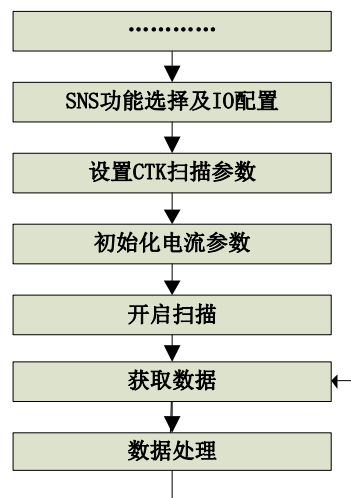 …………
SNS功能选择及IO配置
设置CTK扫描参数
初始化电流参数
开启扫描
获取数据
数据处理